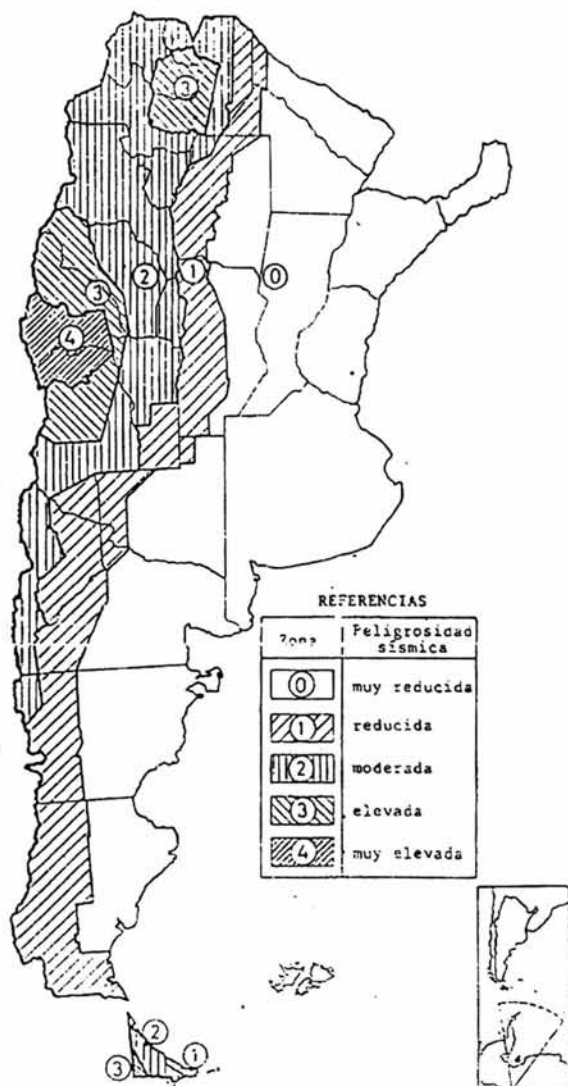 3
3
2
1
0
4
REFERENCIAS
Zona Peligrosidad sísmica
0 muy reducida
1 reducida
2 moderada
3 elevada
4 muy elevada
2
3
1